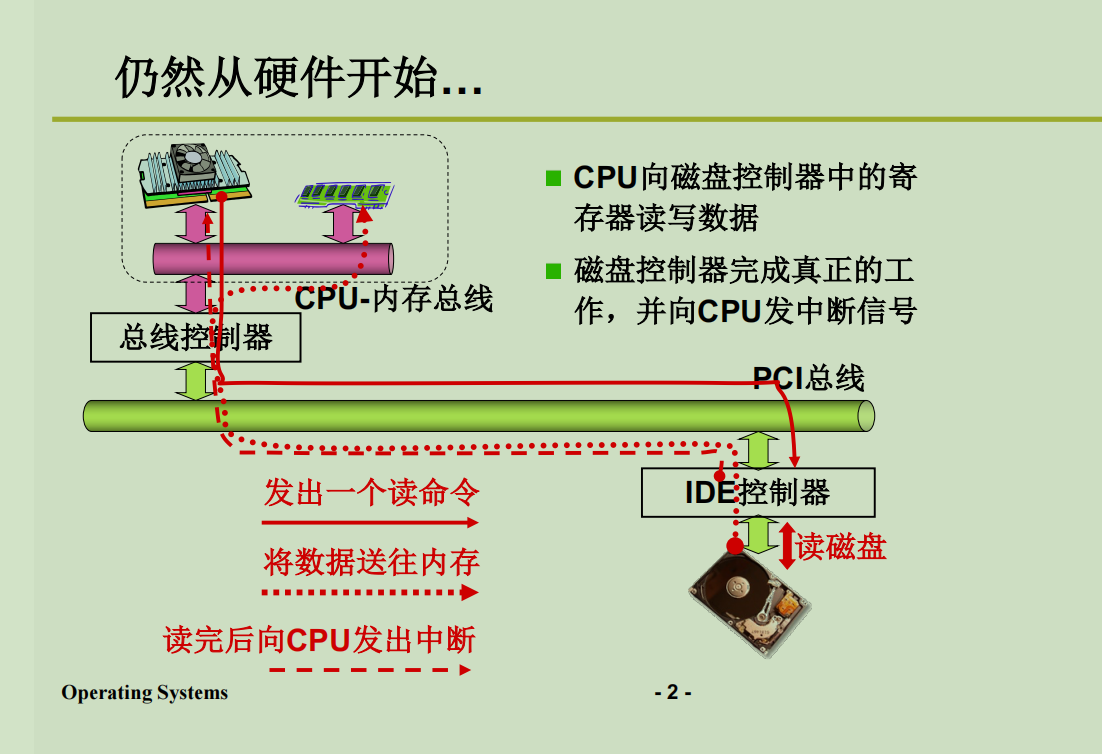 仍然从硬件开始…
CPU向磁盘控制器中的寄
存器读写数据
磁盘控制器完成真正的工
作，并向CPU发中断信号
CPU-内存总线
总线控制器
PCI总线
IDE控制器
读磁盘
发出一个读命令
将数据送往内存
读完后向CPU发出中断
Operating Systems
- 2 -